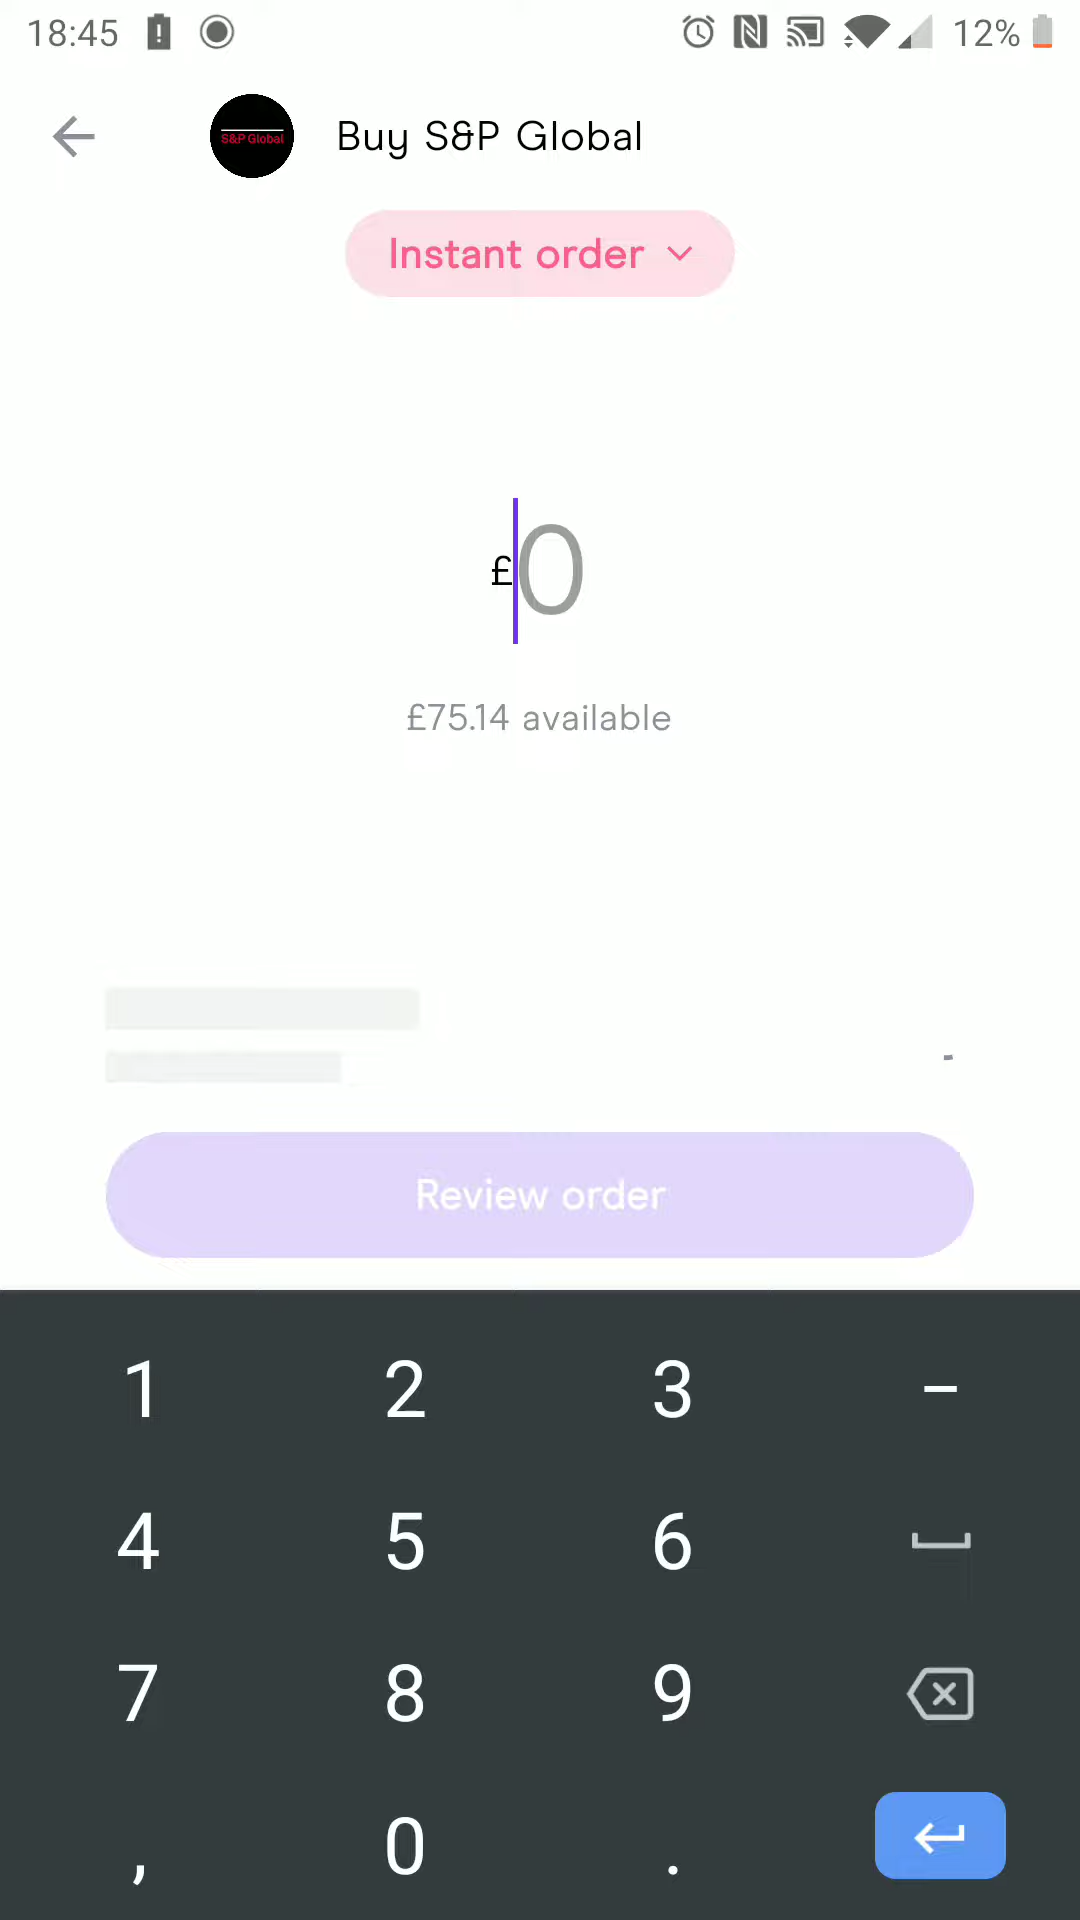 18:45
12%
S&P Global
Buy S&P Global
Instant order
£0
£75.14 available
-
Review order
1 2 3 −
4 5 6
7 8 9
, 0 .